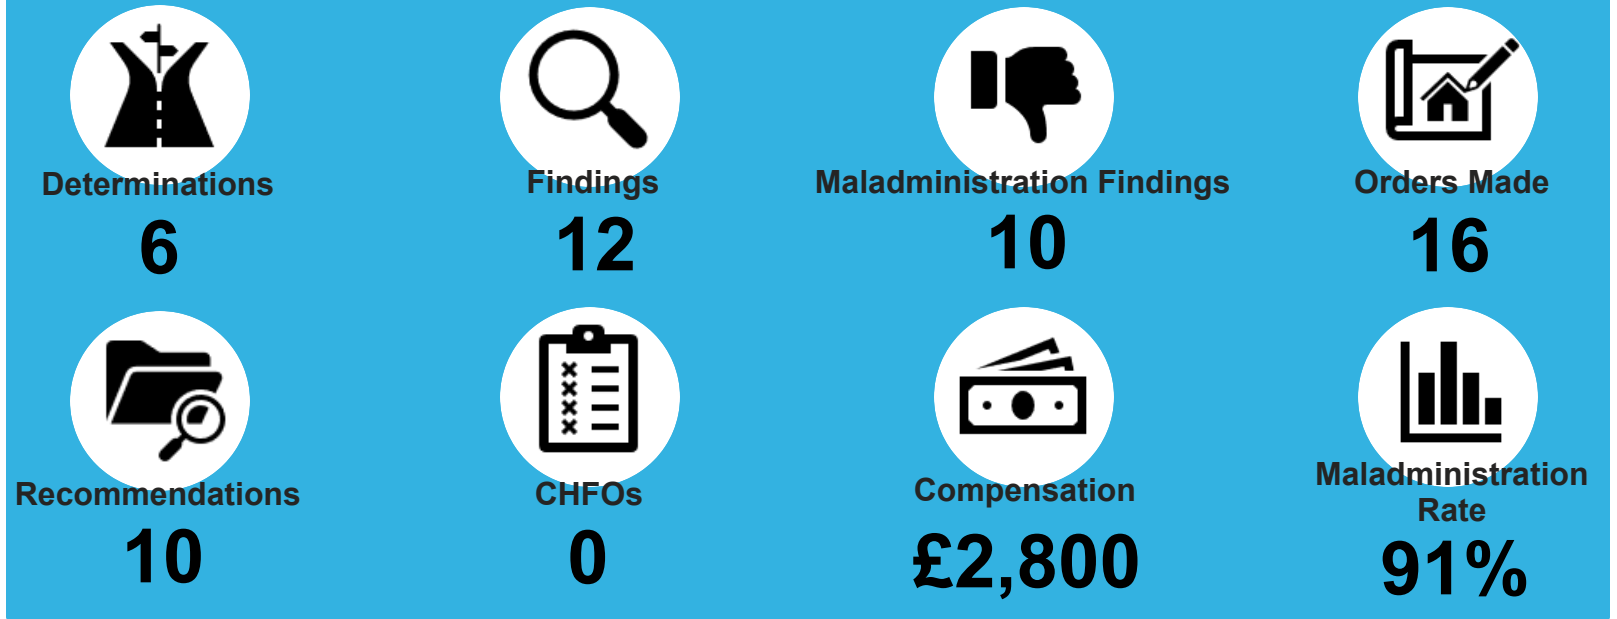 Determinations
6
Findings
12
Maladministration Findings
10
Orders Made
16
Recommendations
10
CHFOs
0
Compensation
£2,800
Maladministration
Rate
91%